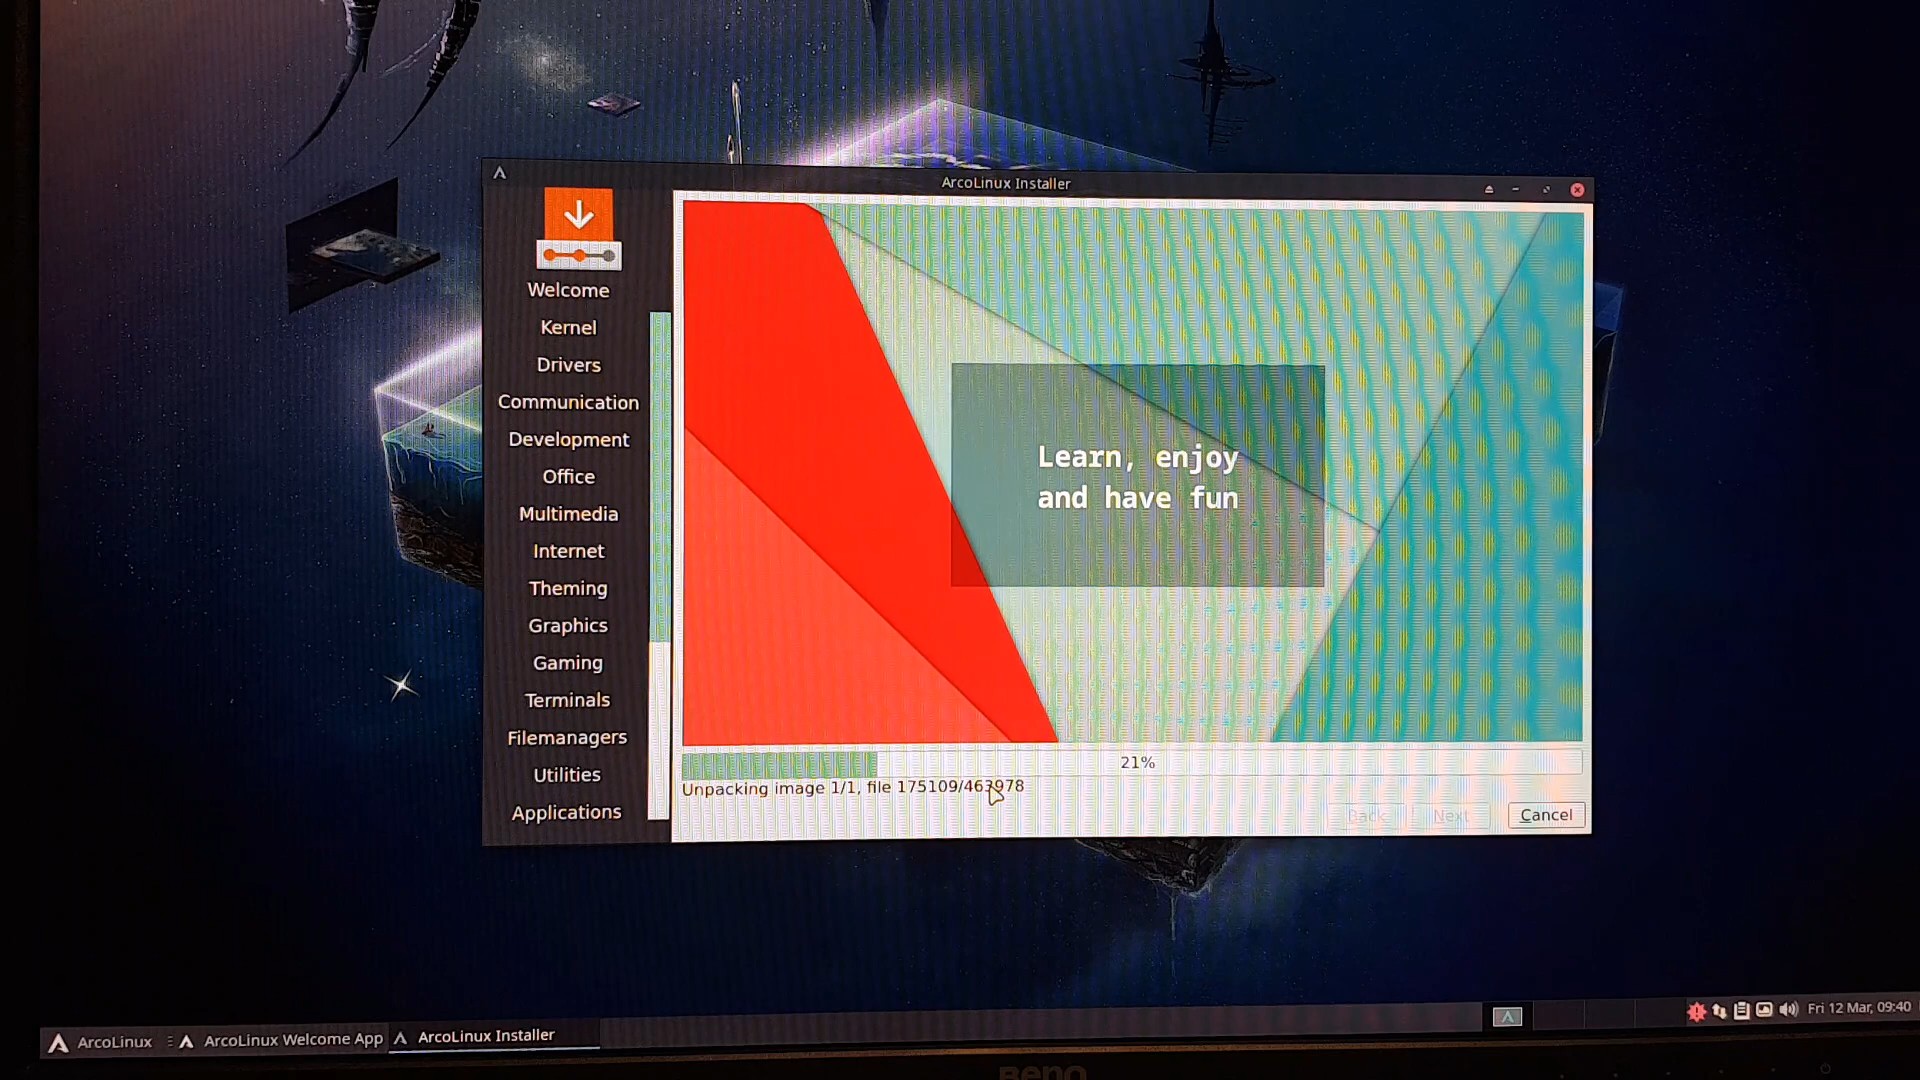 ArcoLinux Installer
Welcome
Kernel
Drivers
Communication
Development
Office
Multimedia
Internet
Theming
Graphics
Gaming
Terminals
Filemanagers
Utilities
Applications
Learn, enjoy
and have fun
21%
Unpacking image 1/1, file 175109/463978
Back
Next
Cancel
ArcoLinux
ArcoLinux Welcome App
ArcoLinux Installer
Fri 12 Mar, 09:40
BenQ